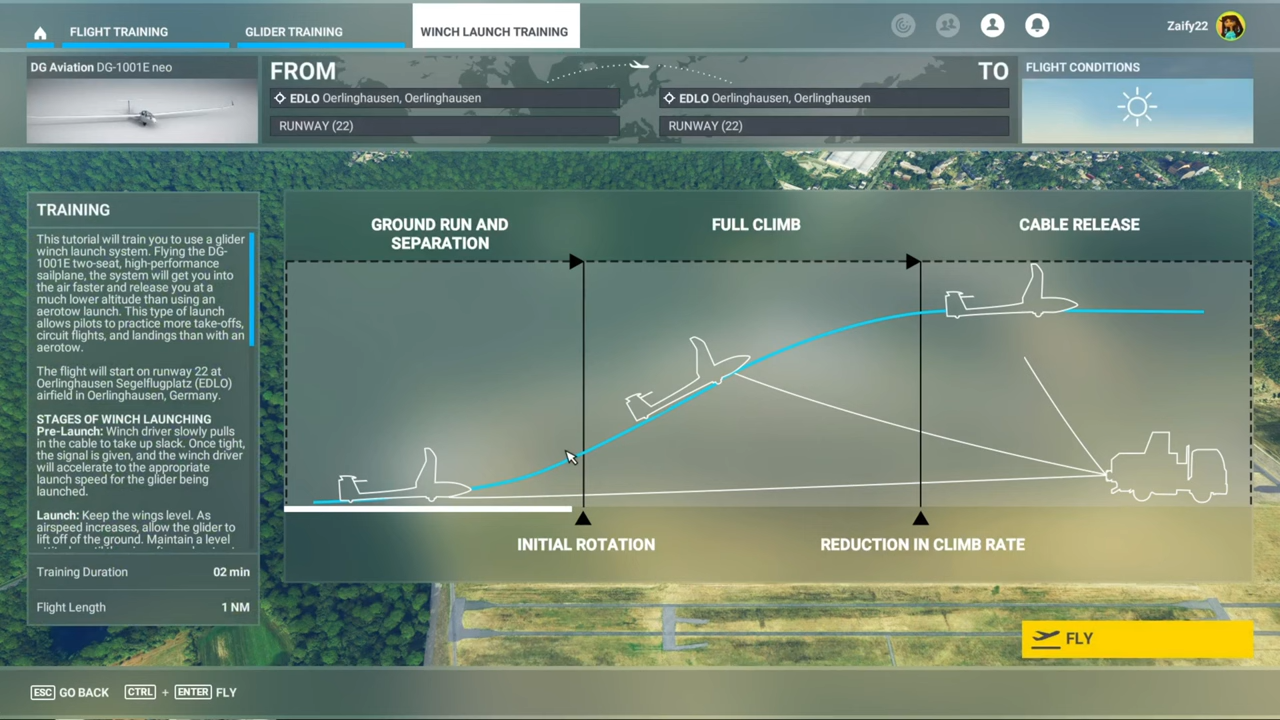 FLIGHT TRAINING
GLIDER TRAINING
WINCH LAUNCH TRAINING
Zaify22
DG Aviation DG-1001E neo
FROM
EDLO Oerlinghausen, Oerlinghausen
RUNWAY (22)
TO
EDLO Oerlinghausen, Oerlinghausen
RUNWAY (22)
FLIGHT CONDITIONS
TRAINING
This tutorial will train you to use a glider
winch launch system. Flying the DG-
1001E two-seat, high-performance
sailplane, the system will get you into
the air faster and release you at a
much lower altitude than using an
aerotow launch. This type of launch
allows pilots to practice more take-offs,
circuit flights, and landings than with an
aerotow.
The flight will start on runway 22 at
Oerlinghausen Segelflugplatz (EDLO)
airfield in Oerlinghausen, Germany.
STAGES OF WINCH LAUNCHING
Pre-Launch: Winch driver slowly pulls
in the cable to take up slack. Once tight,
the signal is given, and the winch driver
will accelerate to the appropriate
launch speed for the glider being
launched.
Launch: Keep the wings level. As
airspeed increases, allow the glider to
lift off of the ground. Maintain a level
Training Duration 02 min
Flight Length 1 NM
GROUND RUN AND
SEPARATION
FULL CLIMB
CABLE RELEASE
INITIAL ROTATION
REDUCTION IN CLIMB RATE
FLY
ESC GO BACK CTRL + ENTER FLY